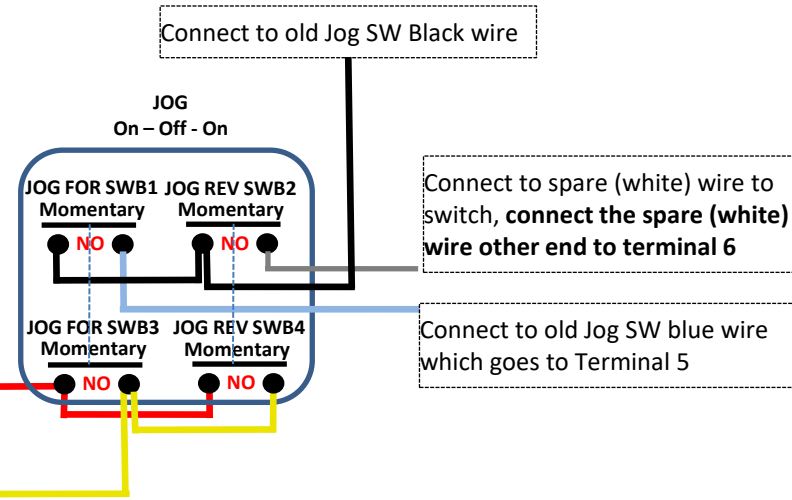 Connect to old Jog SW Black wire
JOG
On – Off - On
JOG FOR SWB1
Momentary
JOG REV SWB2
Momentary
NO
NO
Connect to spare (white) wire to
switch, connect the spare (white)
wire other end to terminal 6
JOG FOR SWB3
Momentary
JOG REV SWB4
Momentary
NO
NO
Connect to old Jog SW blue wire
which goes to Terminal 5